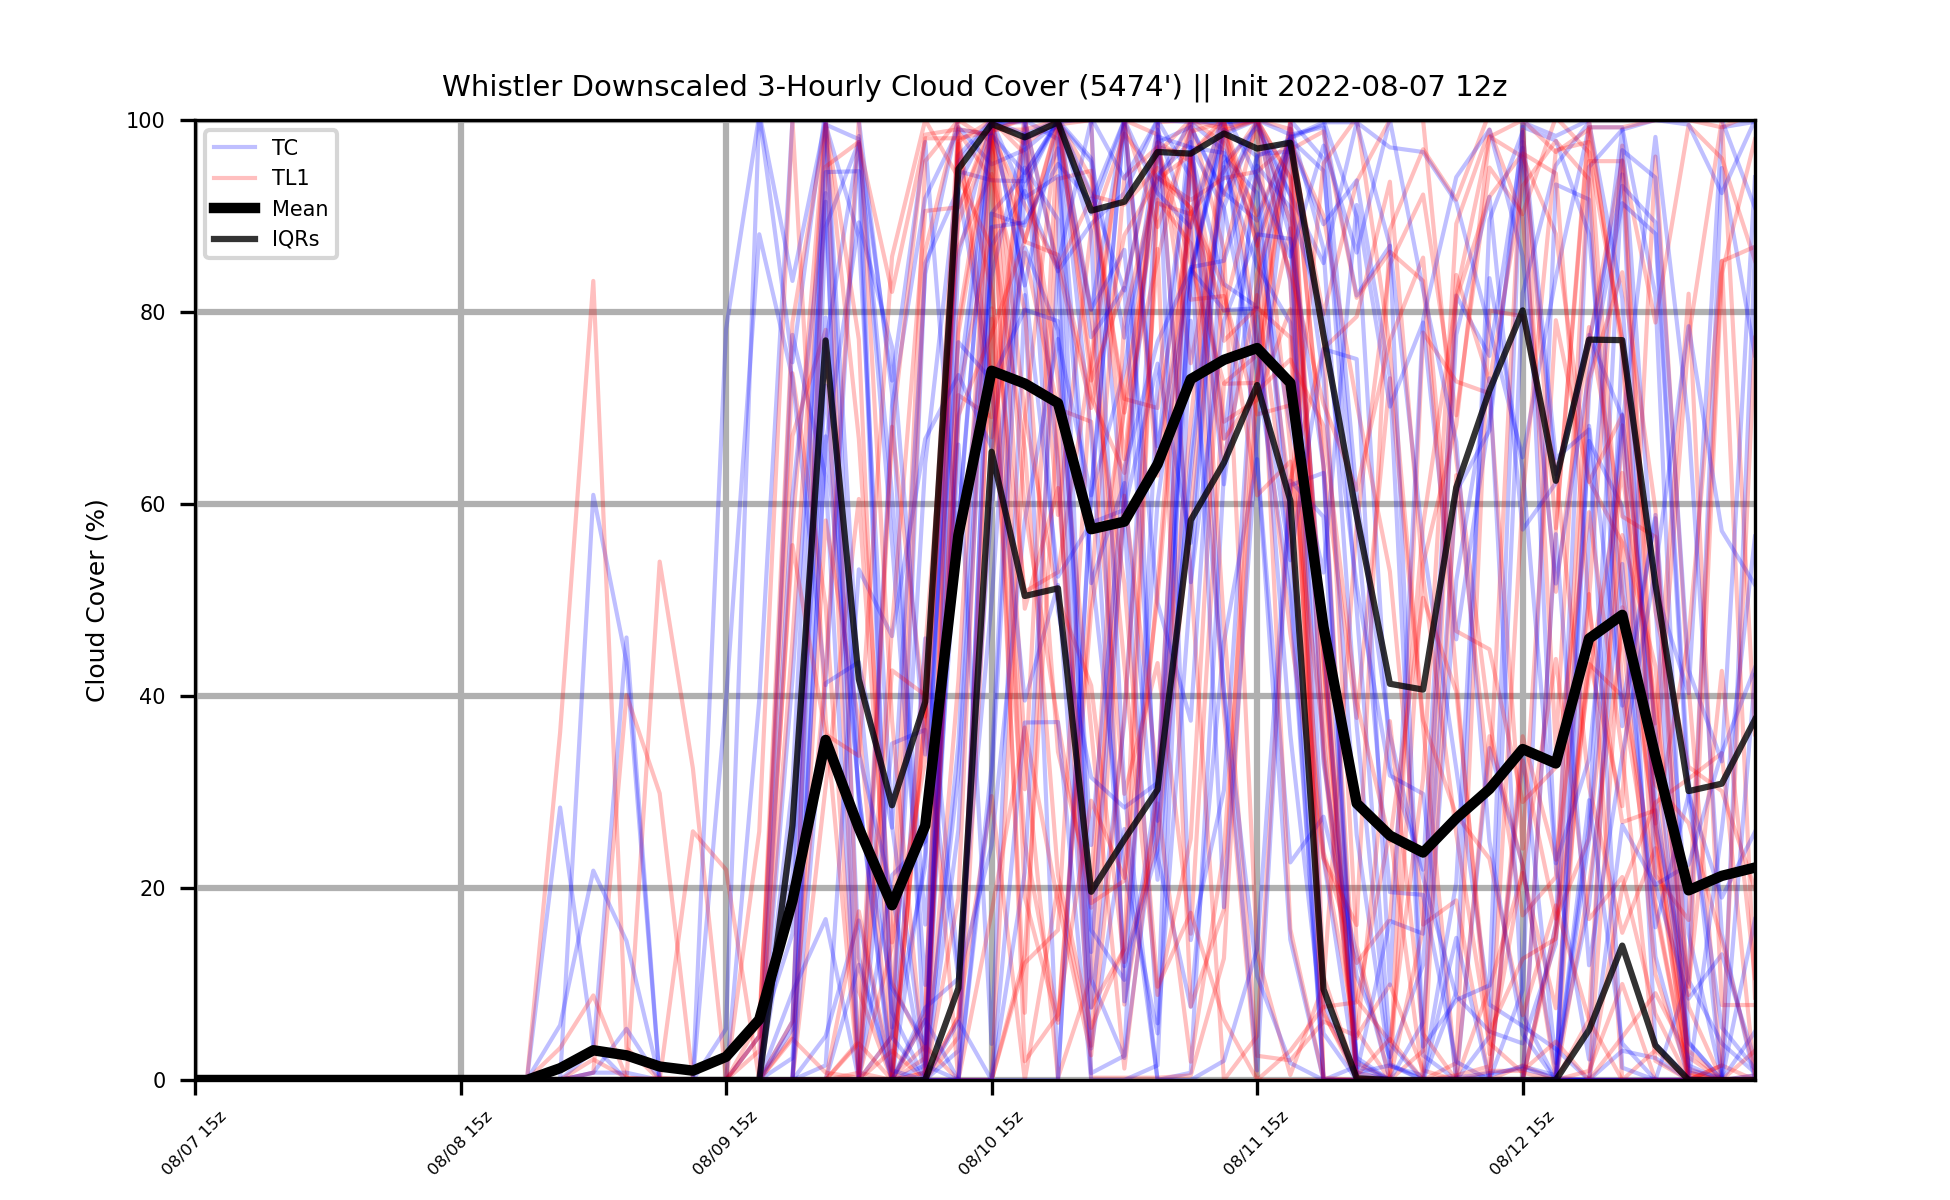 Whistler Downscaled 3-Hourly Cloud Cover (5474') || Init 2022-08-07 12z
100
80
60
40
20
0
Cloud Cover (%)
TC
TL1
Mean
IQRs
08/07 15z
08/08 15z
08/09 15z
08/10 15z
08/11 15z
08/12 15z